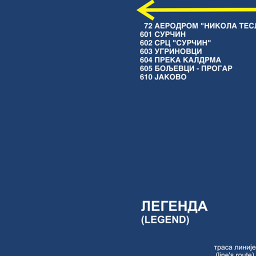 72 АЕРОДРОМ "НИКОЛА
601 СУРЧИН
602 СРЦ "СУРЧИН"
603 УГРИНОВЦИ
604 ПРЕКА КАЛДРМА
605 БОЉЕВЦИ - ПРОГАР
610 ЈАКОВО
ЛЕГЕНДА
(LEGEND)
траса линије
(line's route)